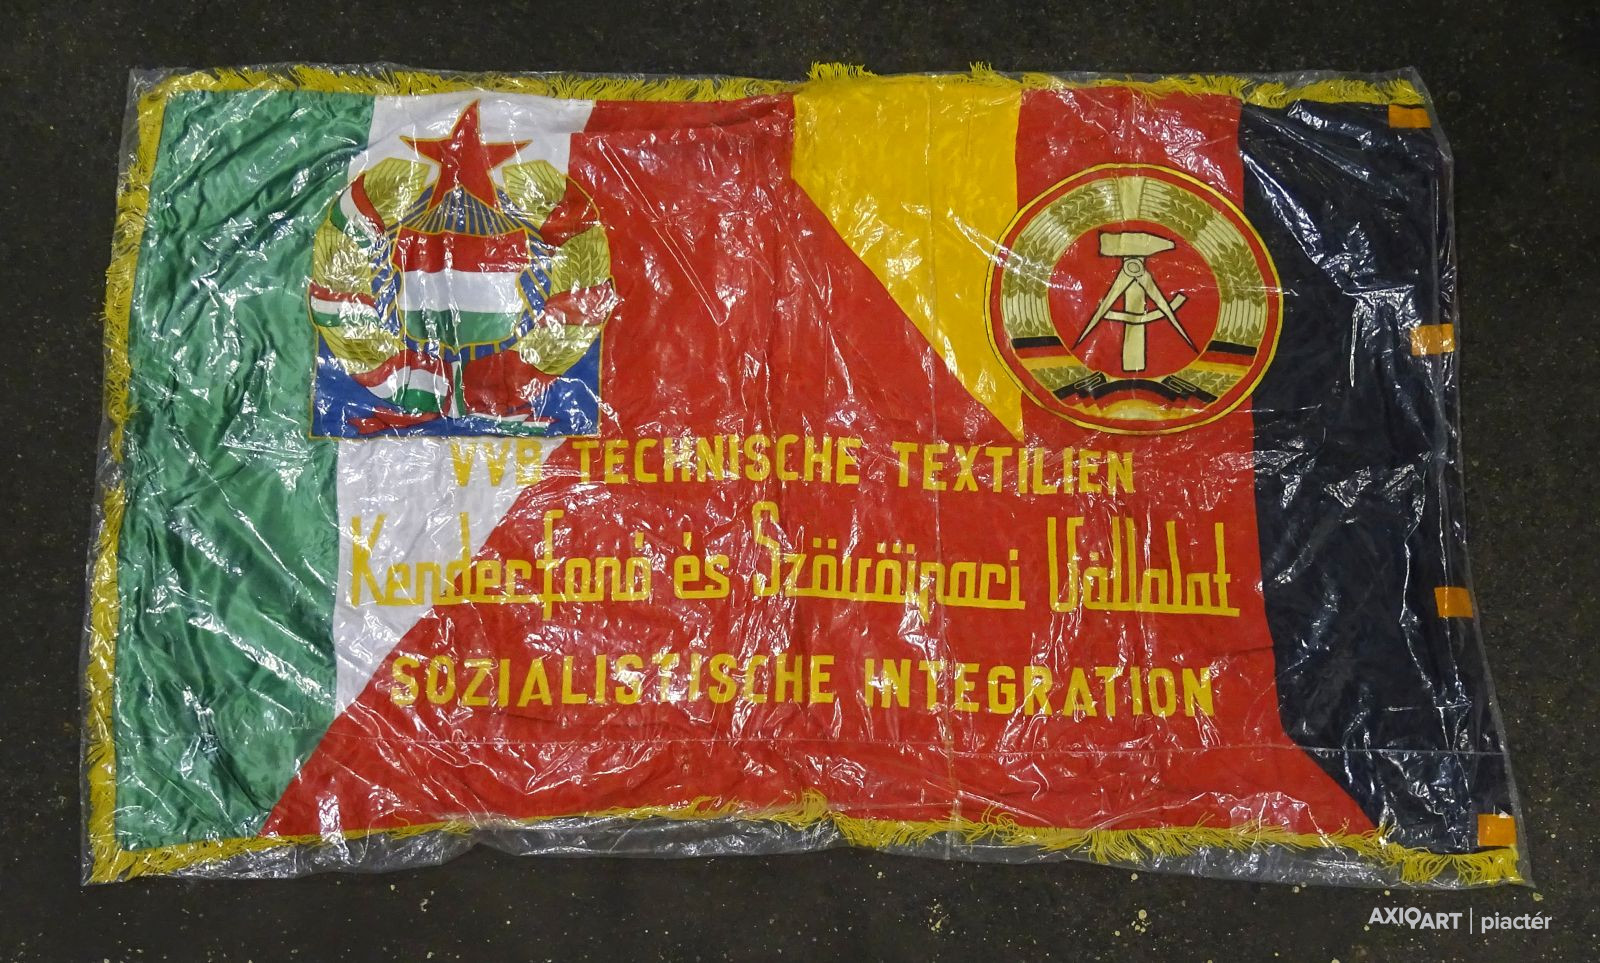 VVB TECHNISCHE TEXTILIEN
Kenderfonó és Szövőipari Vállalat
SOZIALISTISCHE INTEGRATION
AXIOART | piactér